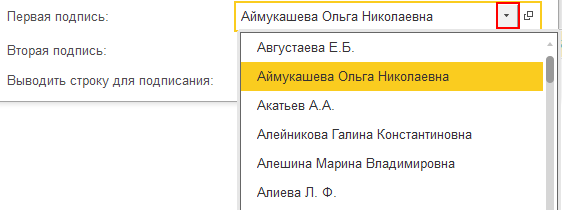 Первая подпись: Аймукашева Ольга Николаевна
Вторая подпись:
Выводить строку для подписания:
Августаева Е.Б.
Аймукашева Ольга Николаевна
Акатьев А.А.
Алейникова Галина Константиновна
Алешина Марина Владимировна
Алиева Л. Ф.